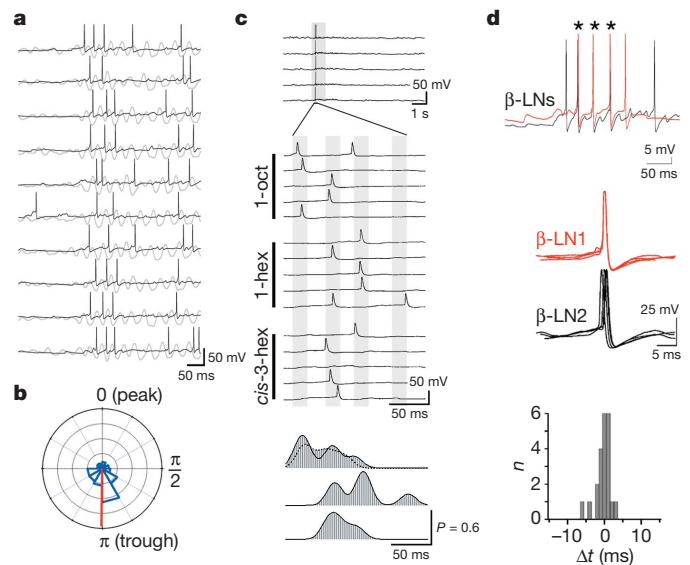 a
50 mV
50 ms
b
0 (peak)
π
2
π (trough)
c
50 mV
1 s
1-oct
1-hex
cis-3-hex
50 mV
50 ms
P = 0.6
50 ms
d
* * *
β-LNs
5 mV
50 ms
β-LN1
β-LN2
25 mV
5 ms
6
4
2
0
n
−10
0
10
Δt (ms)